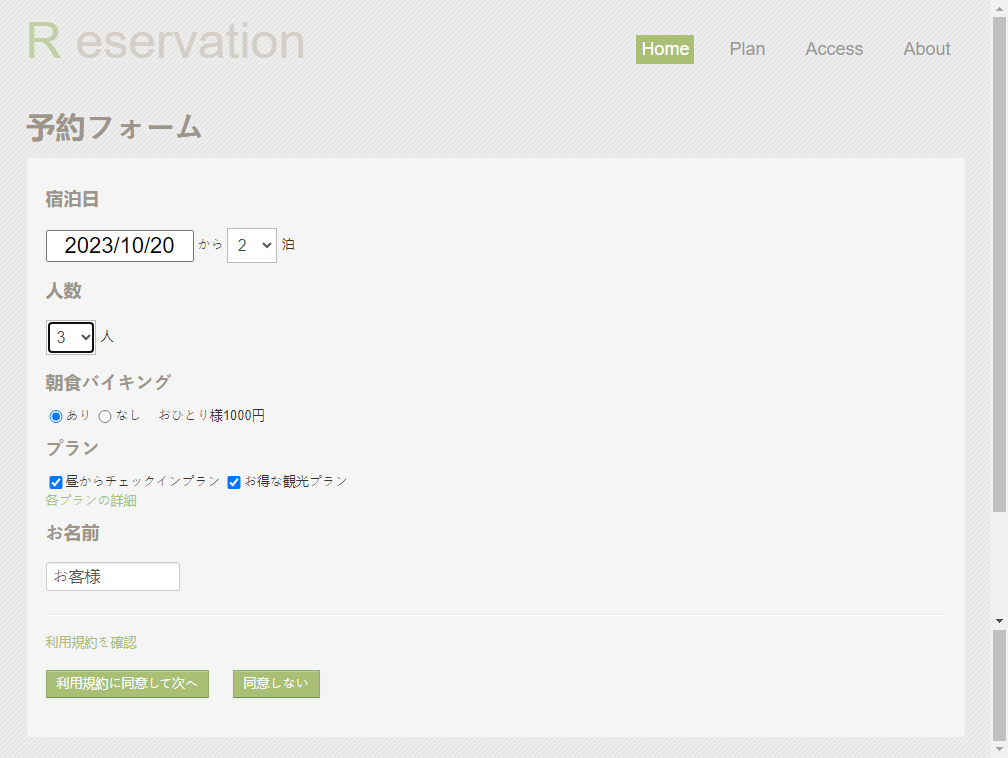 R eservation
Home Plan Access About
予約フォーム
宿泊日
2023/10/20 から 2 泊
人数
3 人
朝食バイキング
あり なし おひとり様1000円
プラン
昼からチェックインプラン お得な観光プラン
各プランの詳細
お名前
お客様
利用規約を確認
利用規約に同意して次へ 同意しない